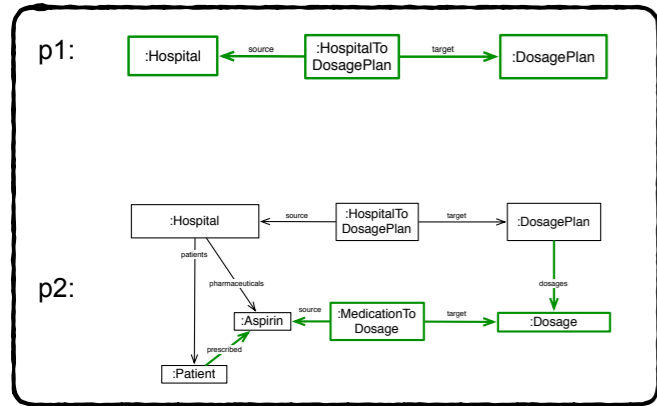 p1:
:Hospital
source
:HospitalTo
DosagePlan
target
:DosagePlan
p2:
:Hospital
source
:HospitalTo
DosagePlan
target
:DosagePlan
patients
pharmaceuticals
dosages
:Aspirin
source
:MedicationTo
Dosage
target
:Dosage
prescribed
:Patient